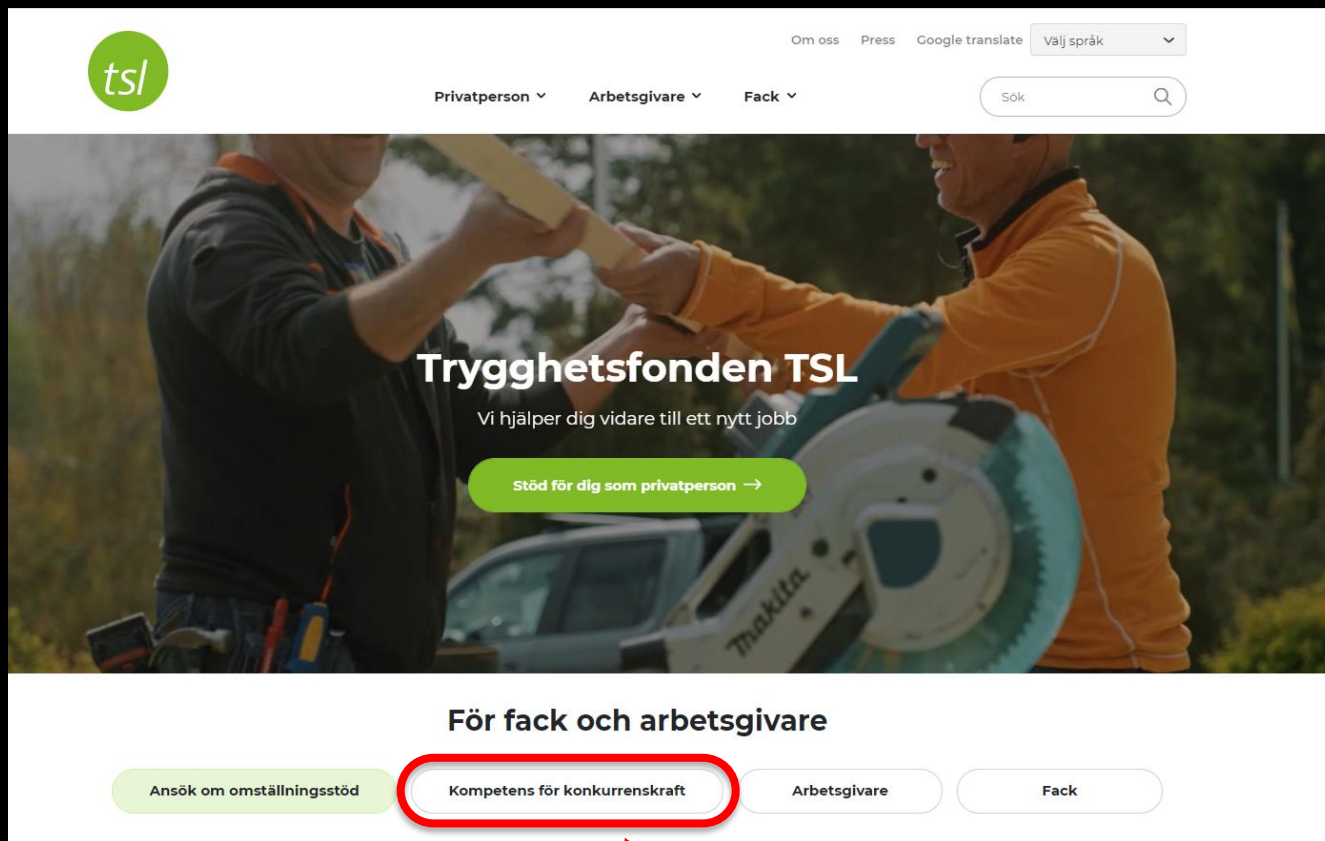 tsl
Om oss Press Google translate Välj språk
Privatperson Arbetsgivare Fack Sök
Trygghetsfonden TSL
Vi hjälper dig vidare till ett nytt jobb
Stöd för dig som privatperson →
makita
För fack och arbetsgivare
Ansök om omställningsstöd Kompetens för konkurrenskraft Arbetsgivare Fack